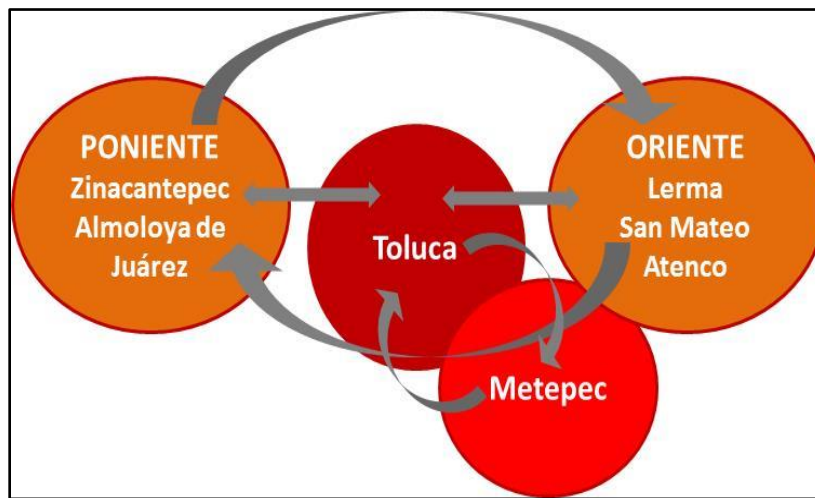 PONIENTE
Zinacantepec
Almoloya de
Juárez
Toluca
ORIENTE
Lerma
San Mateo
Atenco
Metepec